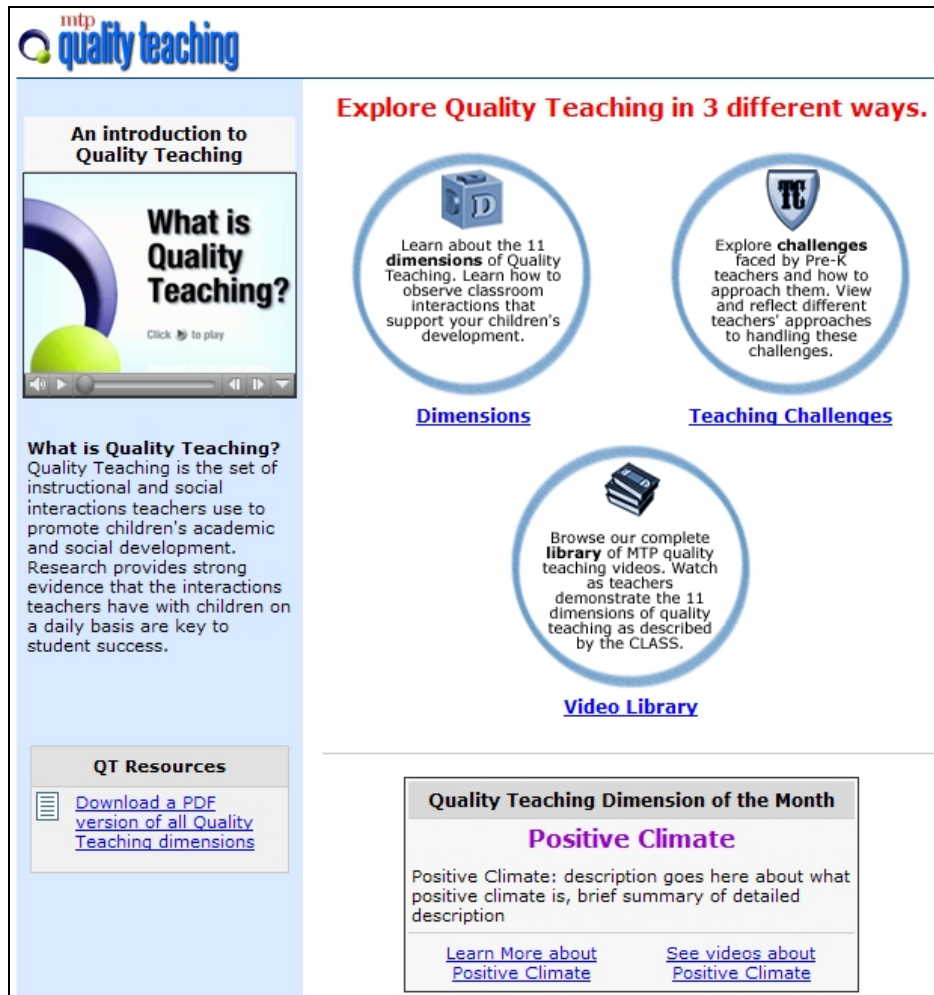 mtp
quality teaching
An introduction to
Quality Teaching
What is
Quality
Teaching?
Click to play
What is Quality Teaching?
Quality Teaching is the set of
instructional and social
interactions teachers use to
promote children's academic
and social development.
Research provides strong
evidence that the interactions
teachers have with children on
a daily basis are key to
student success.
QT Resources
Download a PDF
version of all Quality
Teaching dimensions
Explore Quality Teaching in 3 different ways.
D
Learn about the 11
dimensions of Quality
Teaching. Learn how to
observe classroom
interactions that
support your children's
development.
Dimensions
TC
Explore challenges
faced by Pre-K
teachers and how to
approach them. View
and reflect different
teachers' approaches
to handling these
challenges.
Teaching Challenges
Browse our complete
library of MTP quality
teaching videos. Watch
as teachers
demonstrate the 11
dimensions of quality
teaching as described
by the CLASS.
Video Library
Quality Teaching Dimension of the Month
Positive Climate
Positive Climate: description goes here about what
positive climate is, brief summary of detailed
description
Learn More about
Positive Climate
See videos about
Positive Climate